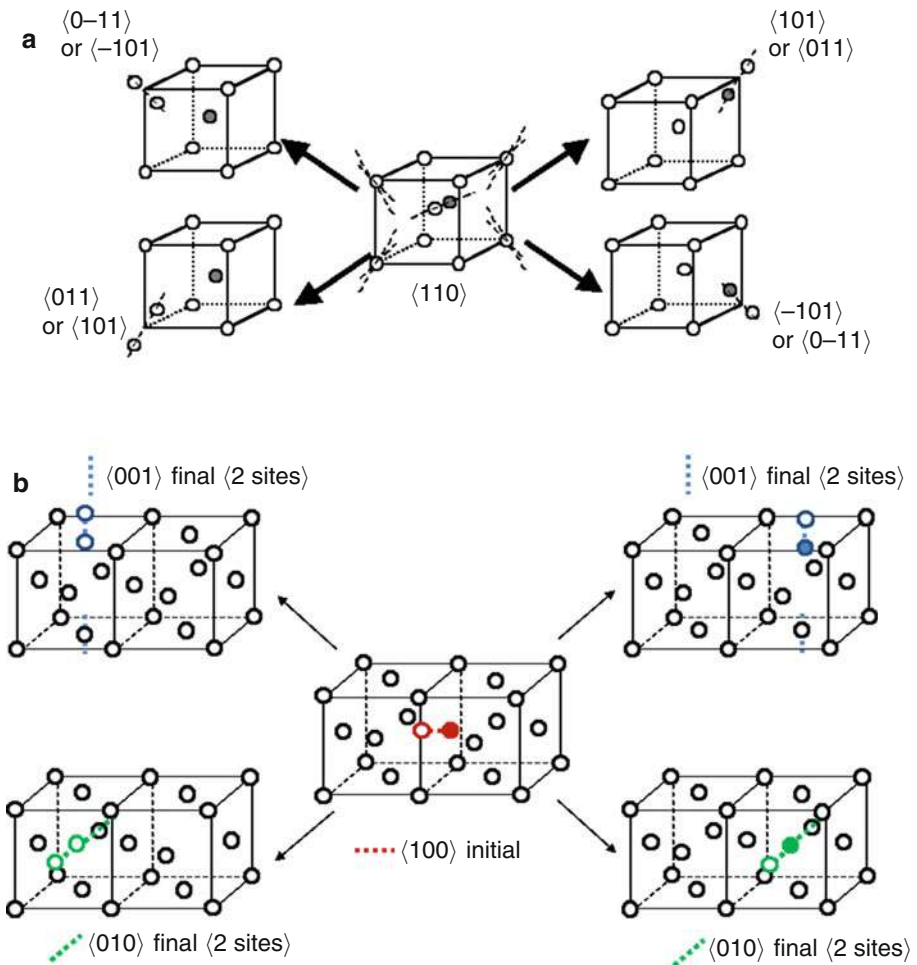 a
⟨0–11⟩
or ⟨–101⟩
⟨101⟩
or ⟨011⟩
⟨011⟩
or ⟨101⟩
⟨110⟩
⟨–101⟩
or ⟨0–11⟩
b
⟨001⟩ final ⟨2 sites⟩
⟨001⟩ final ⟨2 sites⟩
⟨100⟩ initial
⟨010⟩ final ⟨2 sites⟩
⟨010⟩ final ⟨2 sites⟩